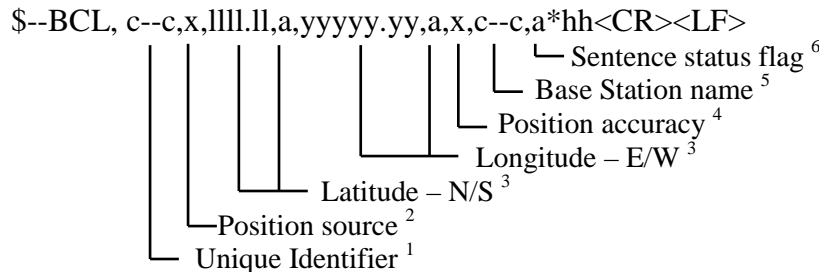 $--BCL, c--c,x,llll.ll,a,yyyyy.yy,a,x,c--c,a*hh<CR><LF>
Sentence status flag 6
Base Station name 5
Position accuracy 4
Longitude – E/W 3
Latitude – N/S 3
Position source 2
Unique Identifier 1